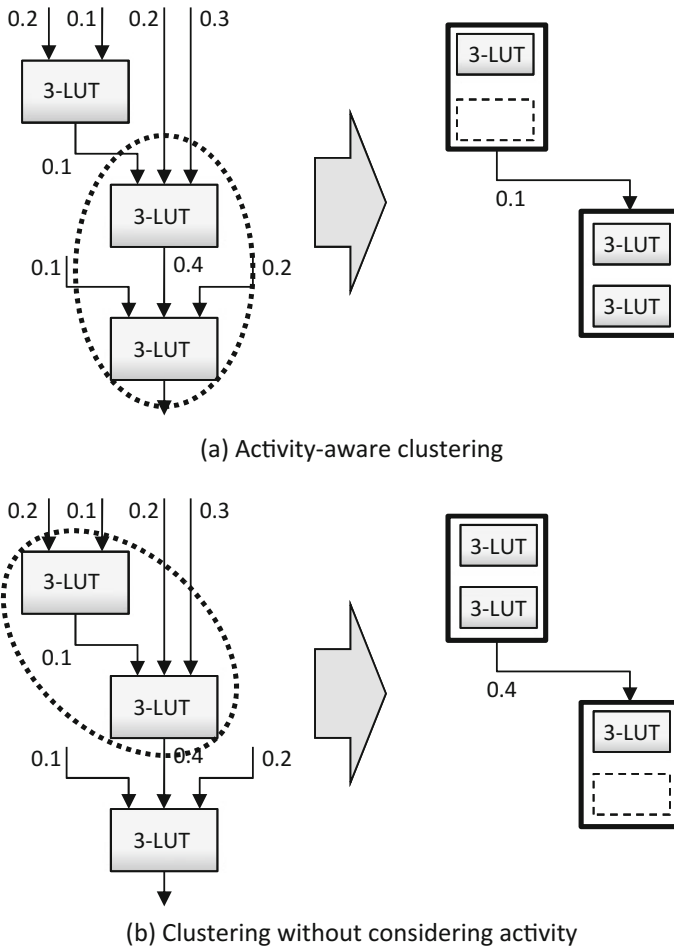 0.2 0.1 0.2 0.3
3-LUT
0.1
3-LUT
0.1 0.4 0.2
3-LUT
3-LUT
0.1
3-LUT
3-LUT
(a) Activity-aware clustering
0.2 0.1 0.2 0.3
3-LUT
0.1
3-LUT
0.1 0.4 0.2
3-LUT
3-LUT
3-LUT
0.4
3-LUT
(b) Clustering without considering activity